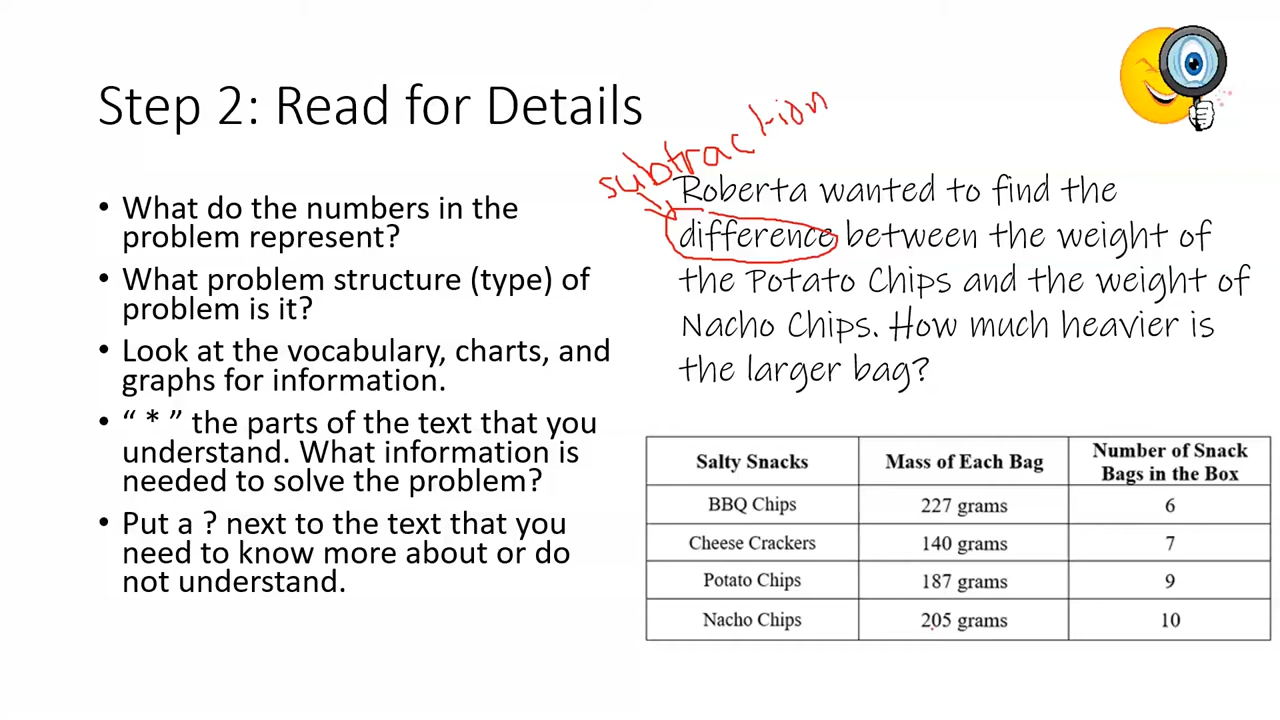 Step 2: Read for Details
• What do the numbers in the
problem represent?
• What problem structure (type) of
problem is it?
• Look at the vocabulary, charts, and
graphs for information.
• “ * ” the parts of the text that you
understand. What information is
needed to solve the problem?
• Put a ? next to the text that you
need to know more about or do
not understand.
subtraction
Roberta wanted to find the
difference between the weight of
the Potato Chips and the weight of
Nacho Chips. How much heavier is
the larger bag?
Salty Snacks Mass of Each Bag Number of Snack
Bags in the Box
BBQ Chips 227 grams 6
Cheese Crackers 140 grams 7
Potato Chips 187 grams 9
Nacho Chips 205 grams 10